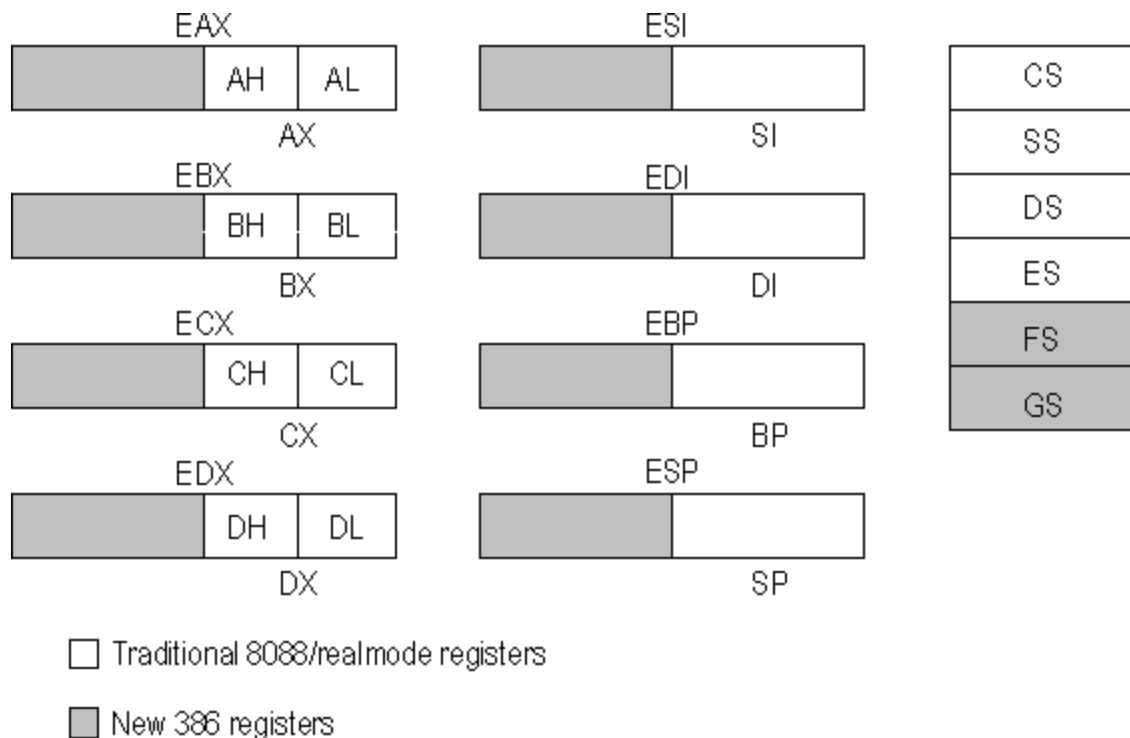 EAX
AH AL
AX
EBX
BH BL
BX
ECX
CH CL
CX
EDX
DH DL
DX
ESI
SI
EDI
DI
EBP
BP
ESP
SP
CS
SS
DS
ES
FS
GS
Traditional 8088/realmode registers
New 386 registers